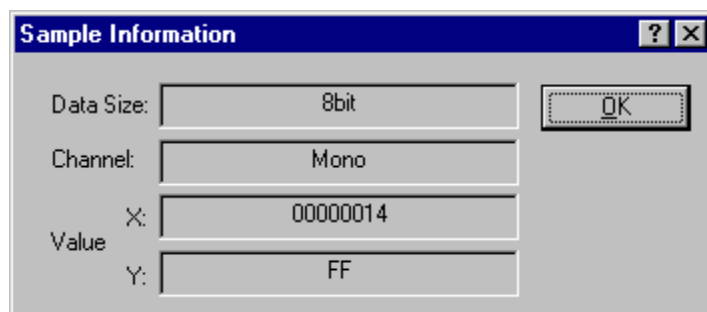 Sample Information
Data Size: 8bit
OK
Channel: Mono
X: 00000014
Value
Y: FF